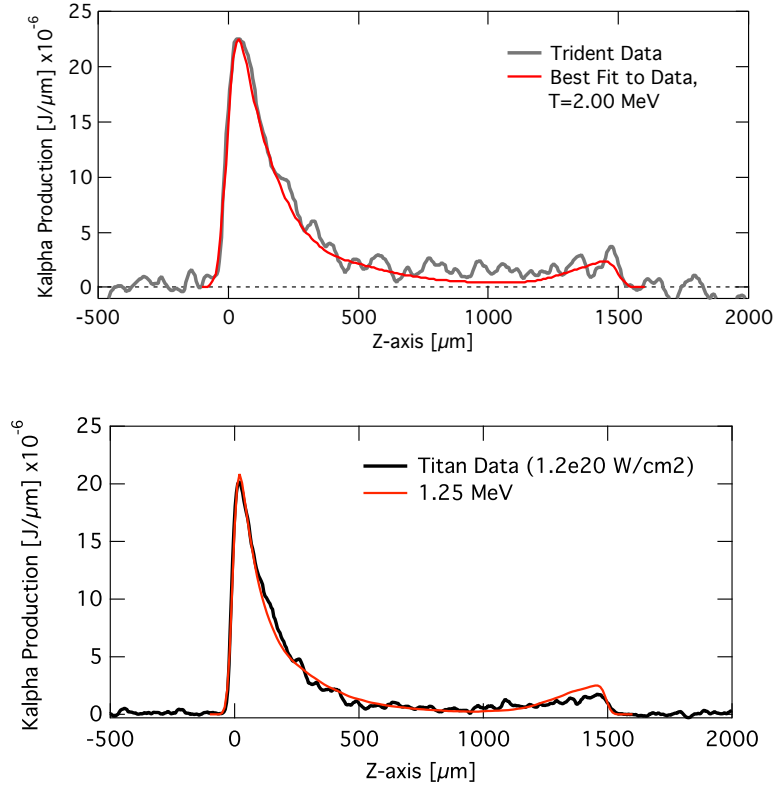 25
20
15
10
5
0
Kalpha Production [J/µm] x10-6
Trident Data
Best Fit to Data,
T=2.00 MeV
-500 0 500 1000 1500 2000
Z-axis [µm]
25
20
15
10
5
0
Kalpha Production [J/µm] x10-6
Titan Data (1.2e20 W/cm2)
1.25 MeV
-500 0 500 1000 1500 2000
Z-axis [µm]